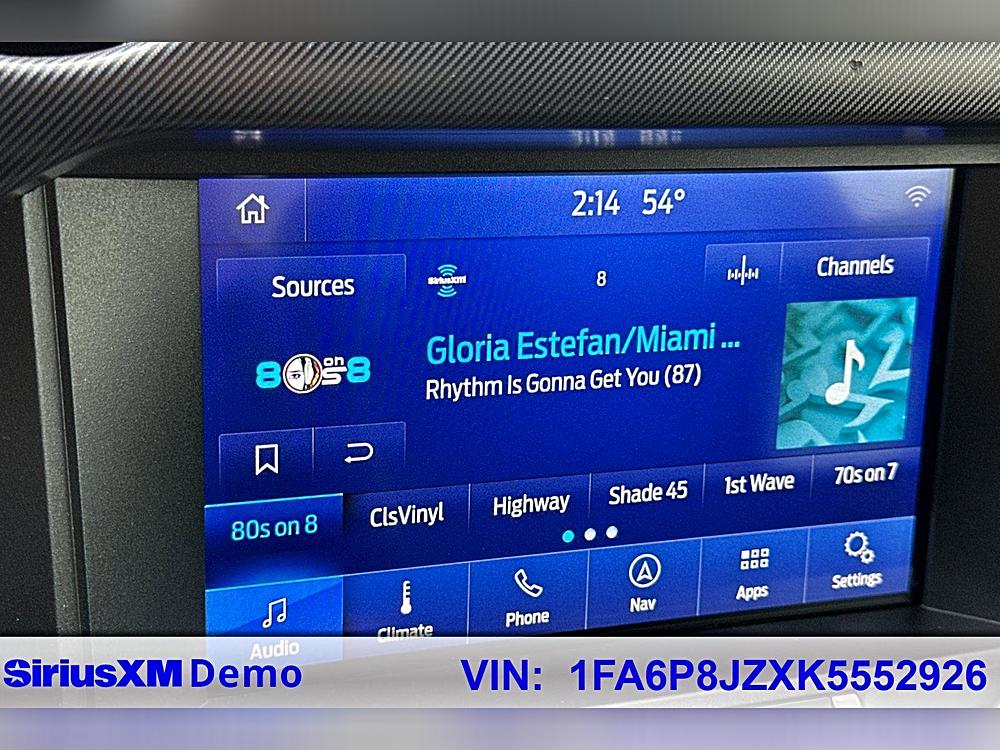 2:14 54°
Sources
SiriusXM
8
Channels
80s on 8
Gloria Estefan/Miami ...
Rhythm Is Gonna Get You (87)
80s on 8
ClsVinyl
Highway
Shade 45
1st Wave
70s on 7
Audio
Climate
Phone
Nav
Apps
Settings
SiriusXM Demo
VIN: 1FA6P8JZXK5552926